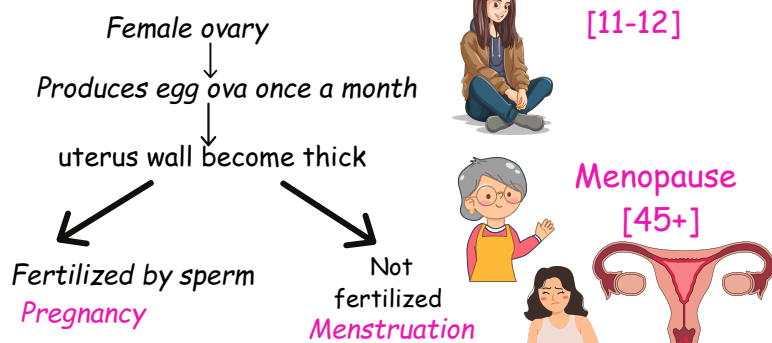 Female ovary
Produces egg ova once a month
uterus wall become thick
Fertilized by sperm
Pregnancy
Not
fertilized
Menstruation
[11-12]
Menopause
[45+]